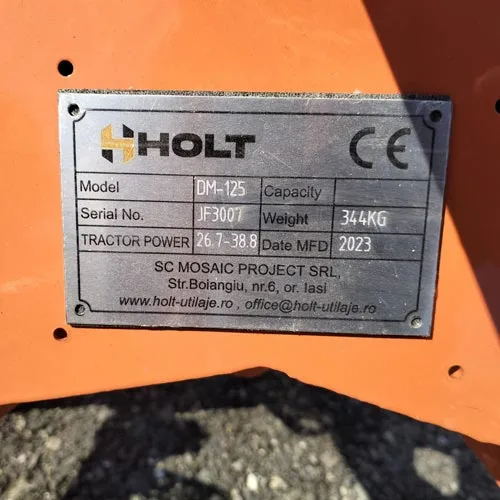 HOLT CE
Model DM-125 Capacity
Serial No. JF3007 Weight 344KG
TRACTOR POWER 26.7-38.8 Date MFD 2023
SC MOSAIC PROJECT SRL,
Str.Boiangiu, nr.6, or. Iasi
www.holt-utilaje.ro , office@holt-utilaje.ro